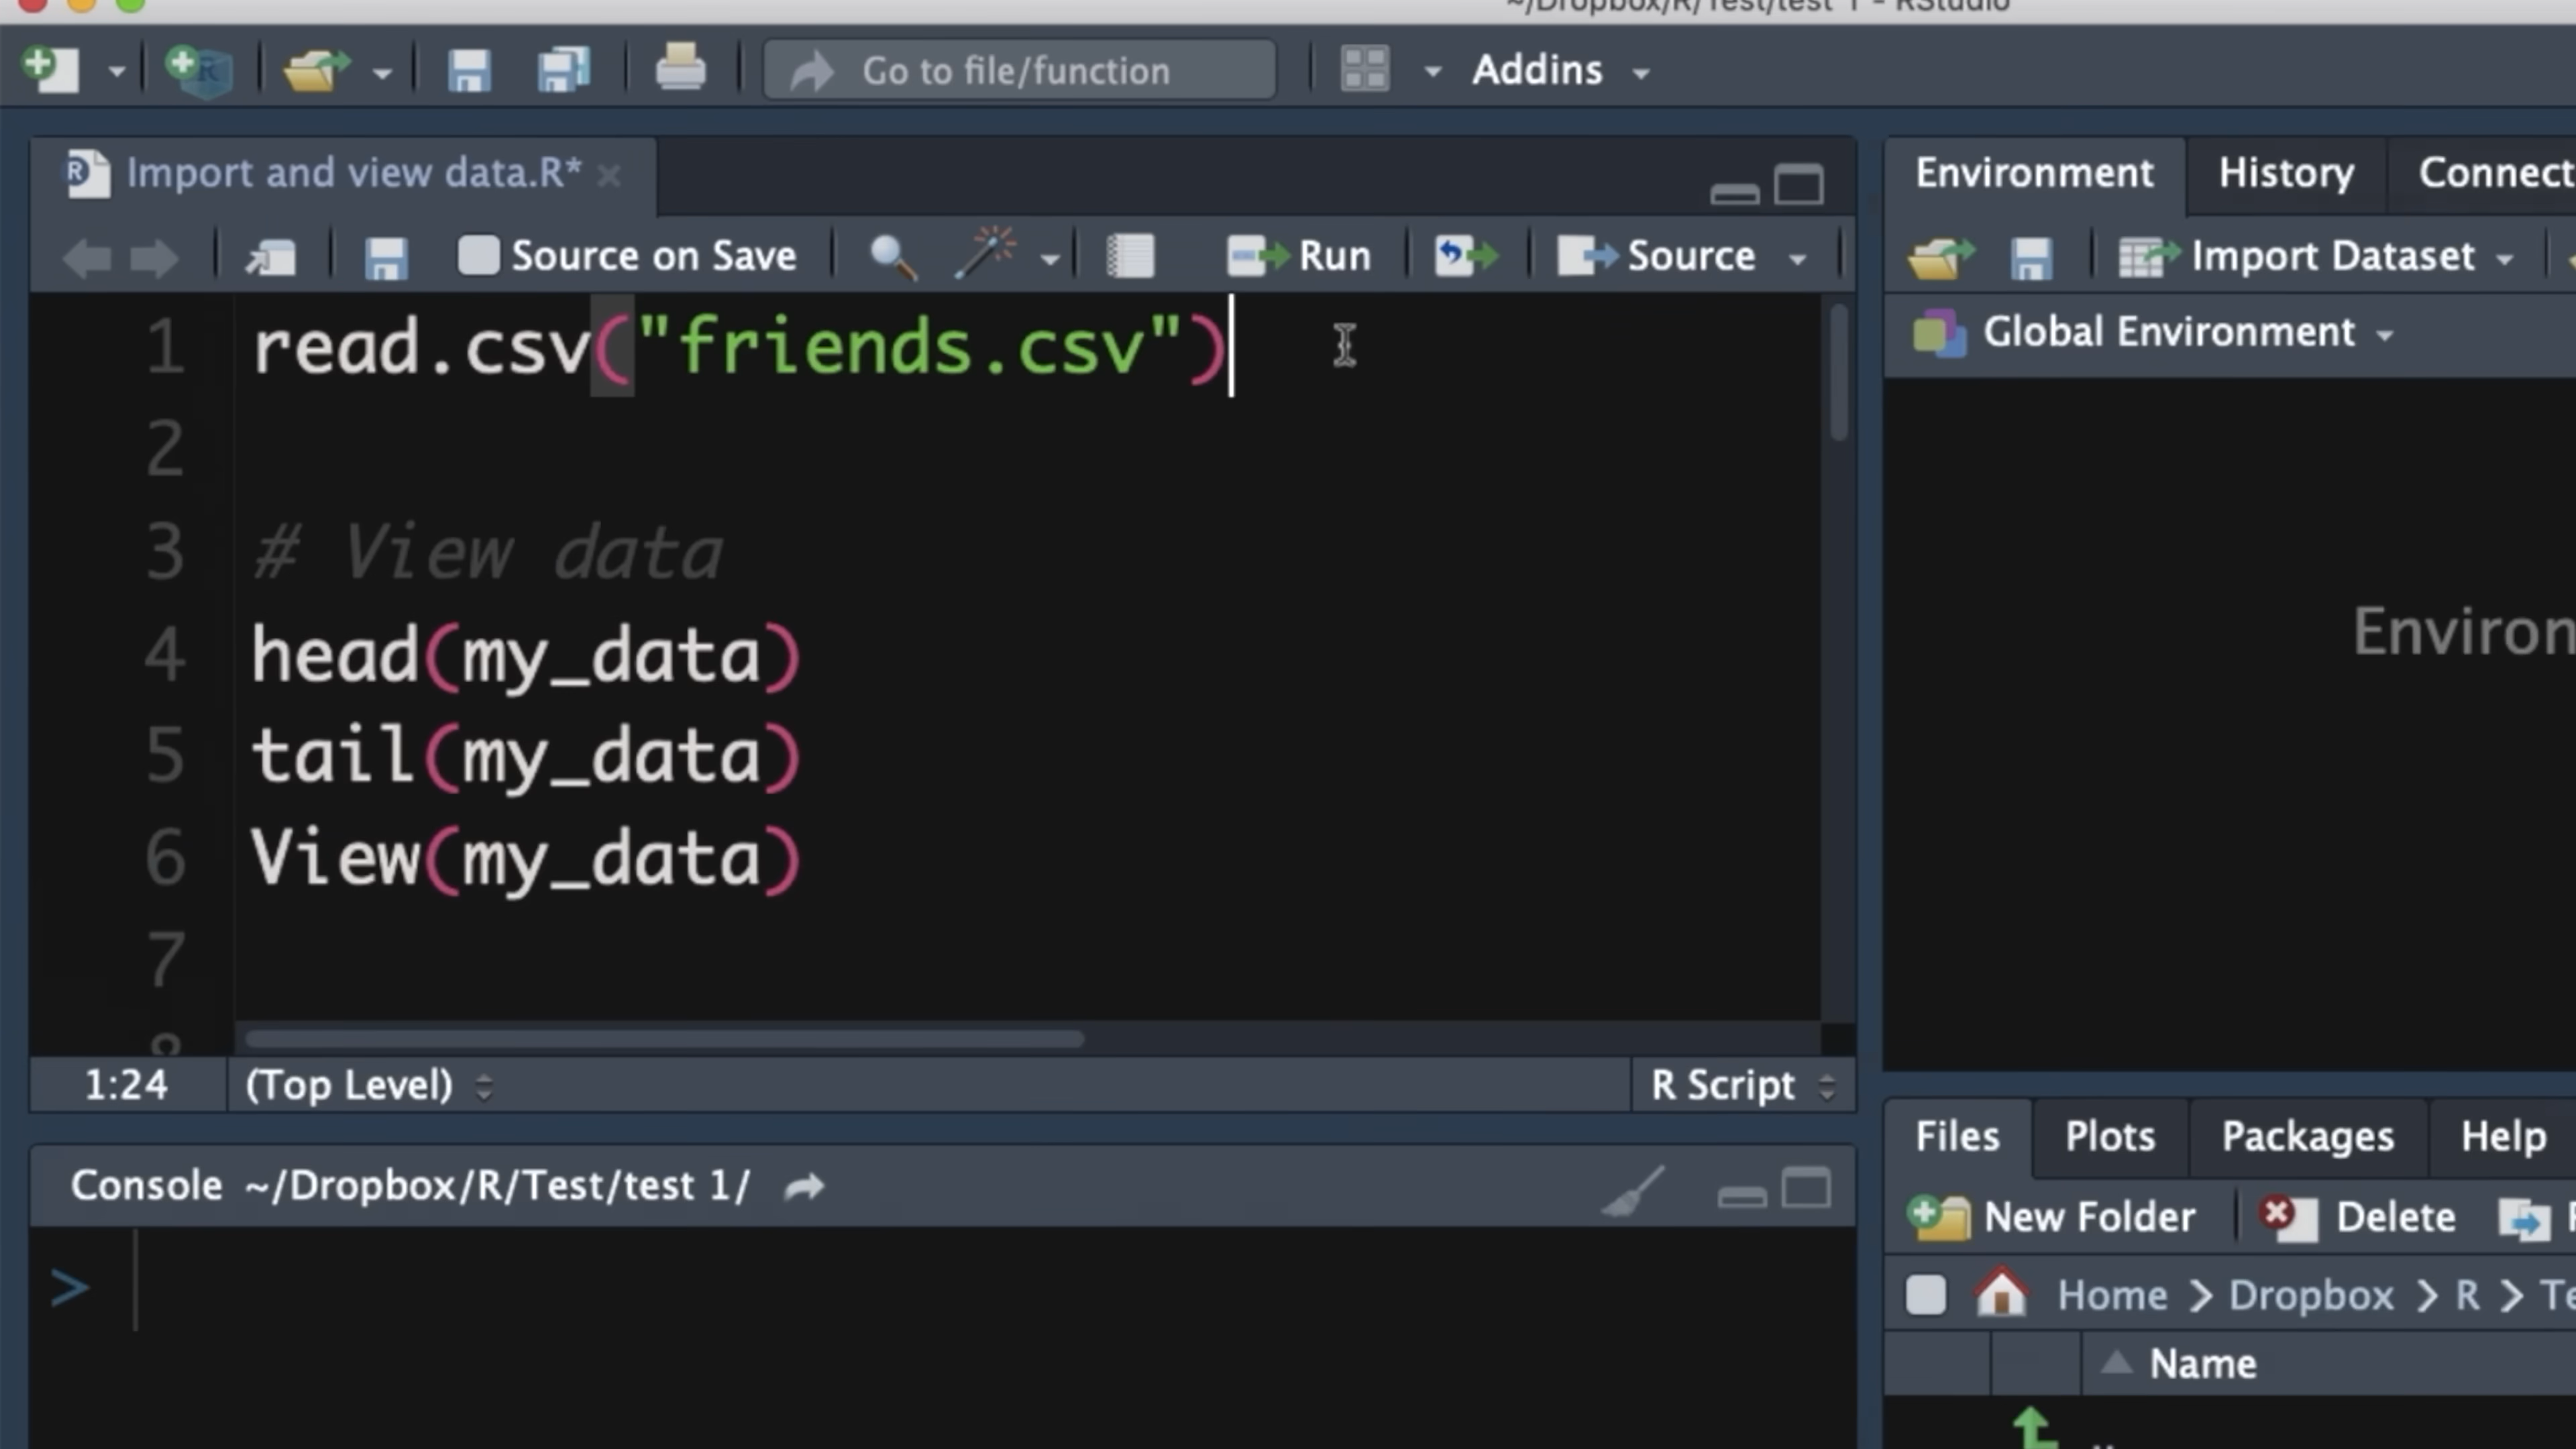 ~/Dropbox/R/Test/test 1 - RStudio
Go to file/function
Addins
Import and view data.R*
Source on Save
Run
Source
1 read.csv("friends.csv")
2
3 # View data
4 head(my_data)
5 tail(my_data)
6 View(my_data)
7
8
1:24
(Top Level)
R Script
Console ~/Dropbox/R/Test/test 1/
>
Environment
History
Import Dataset
Global Environment
Files
Plots
Packages
Help
New Folder
Delete
Home > Dropbox > R >
Name